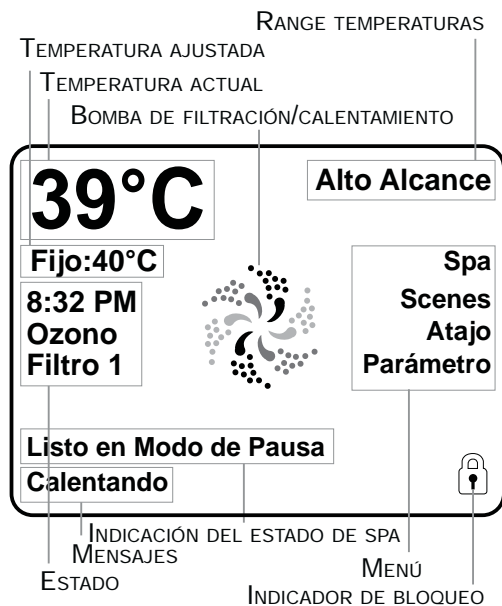 RANGE TEMPERATURAS
TEMPERATURA AJUSTADA
TEMPERATURA ACTUAL
BOMBA DE FILTRACIÓN/CALENTAMIENTO
39°C
Alto Alcance
Fijo:40°C
8:32 PM
Ozono
Filtro 1
Spa
Scenes
Atajo
Parámetro
Listo en Modo de Pausa
Calentando
INDICACIÓN DEL ESTADO DE SPA
MENSAJES
MENÚ
ESTADO
INDICADOR DE BLOQUEO